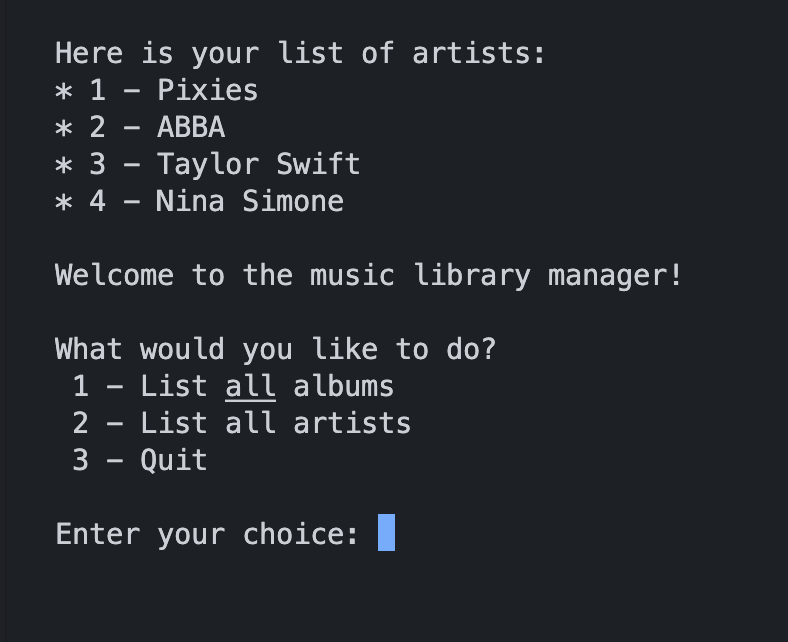 Here is your list of artists:
* 1 – Pixies
* 2 – ABBA
* 3 – Taylor Swift
* 4 – Nina Simone
Welcome to the music library manager!
What would you like to do?
1 – List all albums
2 – List all artists
3 – Quit
Enter your choice: